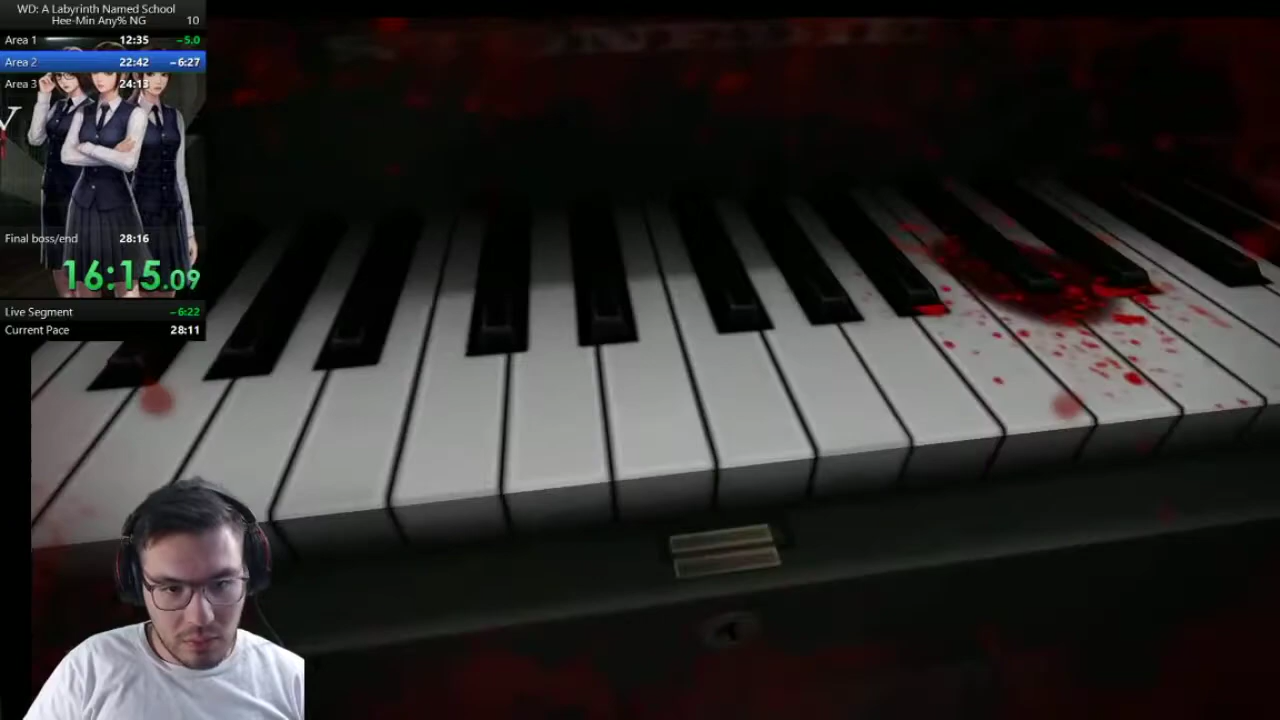 WD: A Labyrinth Named School
Hee-Min Any% NG 10
Area 1 12:35 −5.0
Area 2 22:42 −6:27
Area 3 24:13
Final boss/end 28:16
16:15.09
Live Segment −6:22
Current Pace 28:11